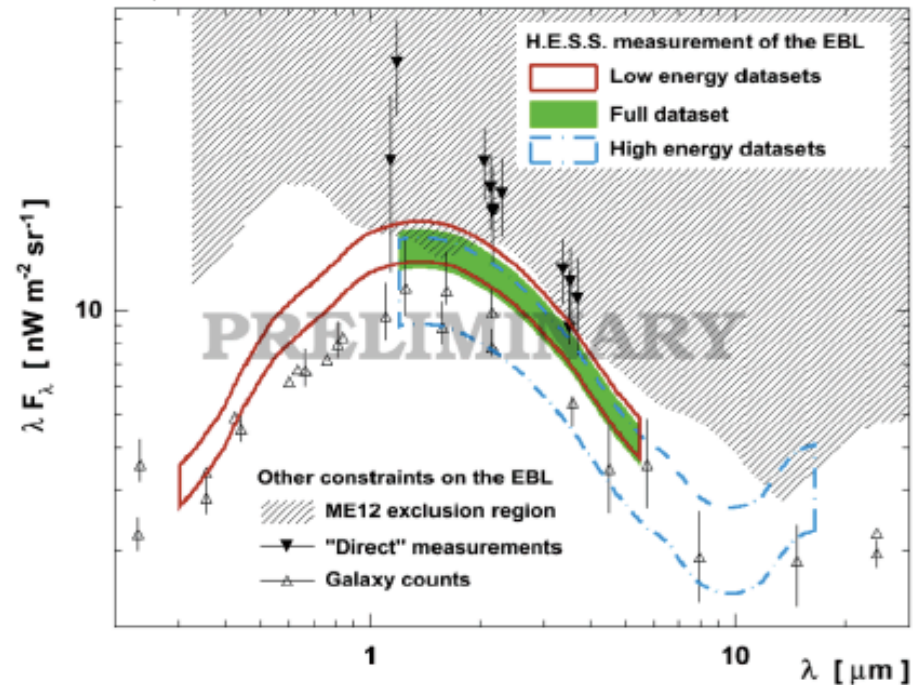 H.E.S.S. measurement of the EBL
Low energy datasets
Full dataset
High energy datasets
λ Fλ [ nW m-2 sr-1]
10
PRELIMINARY
Other constraints on the EBL
ME12 exclusion region
"Direct" measurements
Galaxy counts
1
10
λ [ μm]